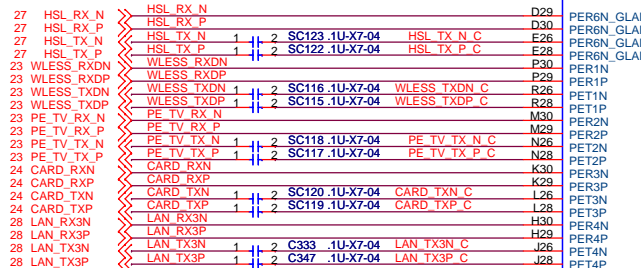 27 HSL_RX_N HSL_RX_N D29 PER6N_GLA
27 HSL_RX_P HSL_RX_P D30 PER6N_GLA
27 HSL_TX_N HSL_TX_N 1 2 SC123 .1U-X7-04 HSL_TX_N_C E26 PER6N_GLA
27 HSL_TX_P HSL_TX_P 1 2 SC122 .1U-X7-04 HSL_TX_P_C E28 PER6N_GLA
23 WLESS_RXDN WLESS_RXDN P30 PER1N
23 WLESS_RXDP WLESS_RXDP P29 PER1P
23 WLESS_TXDN WLESS_TXDN 1 2 SC116 .1U-X7-04 WLESS_TXDN_C R26 PET1N
23 WLESS_TXDP WLESS_TXDP 1 2 SC115 .1U-X7-04 WLESS_TXDP_C R28 PET1P
23 PE_TV_RX_N PE_TV_RX_N M30 PER2N
23 PE_TV_RX_P PE_TV_RX_P M29 PER2P
23 PE_TV_TX_N PE_TV_TX_N 1 2 SC118 .1U-X7-04 PE_TV_TX_N_C N26 PET2N
23 PE_TV_TX_P PE_TV_TX_P 1 2 SC117 .1U-X7-04 PE_TV_TX_P_C N28 PET2P
24 CARD_RXN CARD_RXN K30 PER3N
24 CARD_RXP CARD_RXP K29 PER3P
24 CARD_TXN CARD_TXN 1 2 SC120 .1U-X7-04 CARD_TXN_C L26 PET3N
24 CARD_TXP CARD_TXP 1 2 SC119 .1U-X7-04 CARD_TXP_C L28 PET3P
28 LAN_RX3N LAN_RX3N H30 PER4N
28 LAN_RX3P LAN_RX3P H29 PER4P
28 LAN_TX3N LAN_TX3N 1 2 C333 .1U-X7-04 LAN_TX3N_C J26 PET4N
28 LAN_TX3P LAN_TX3P 1 2 C347 .1U-X7-04 LAN_TX3P_C J28 PET4P